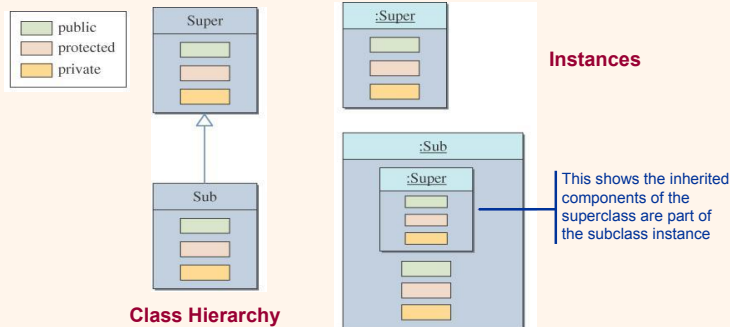 public
protected
private
Super
Sub
Class Hierarchy
:Super
Instances
:Sub
:Super
This shows the inherited
components of the
superclass are part of
the subclass instance